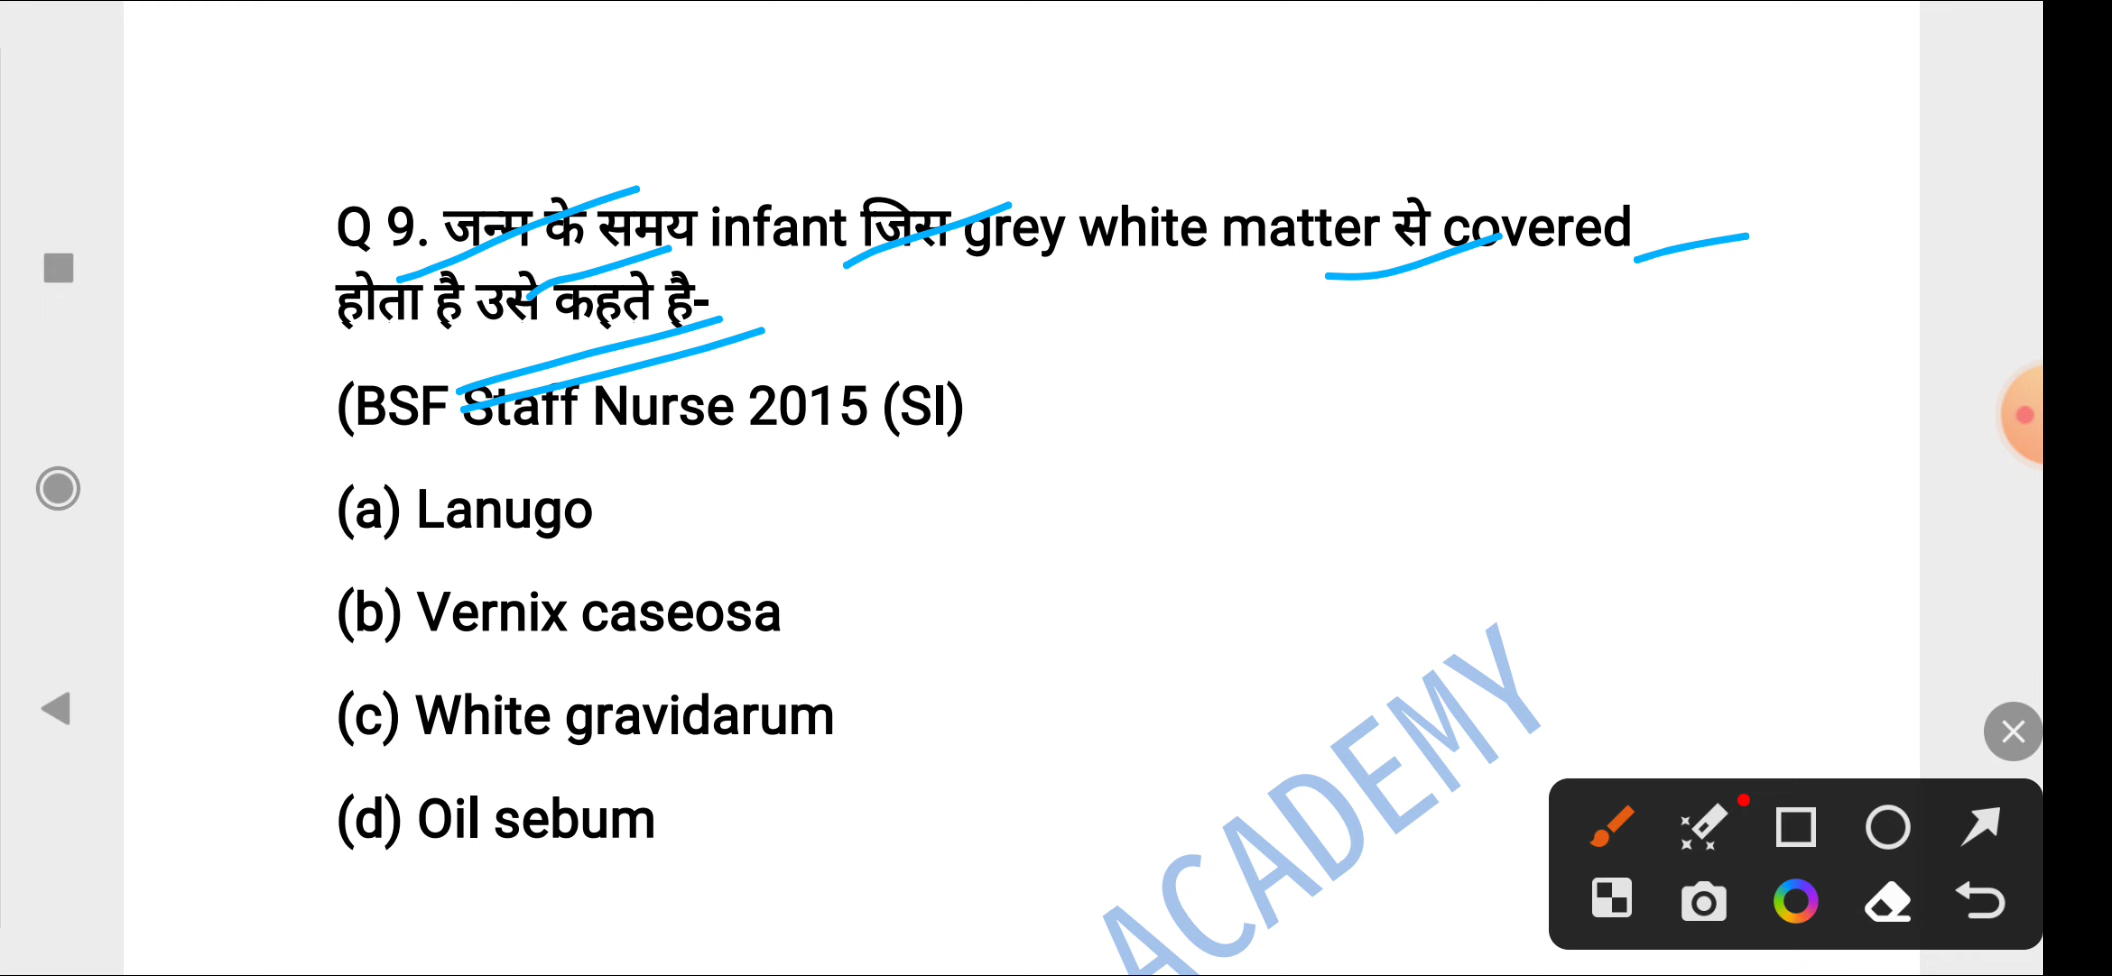 Q 9. जन्म के समय infant जिस grey white matter से covered
होता है उसे कहते है-
(BSF Staff Nurse 2015 (SI)
(a) Lanugo
(b) Vernix caseosa
(c) White gravidarum
(d) Oil sebum
ACADEMY